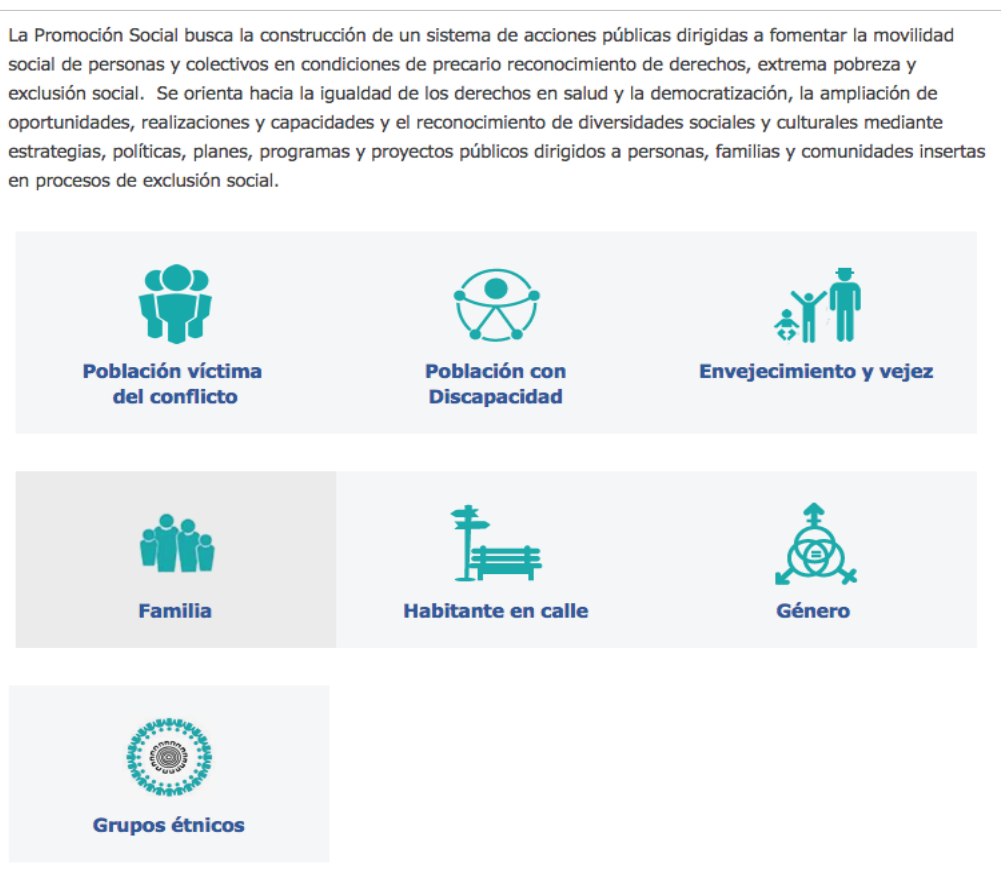 La Promoción Social busca la construcción de un sistema de acciones públicas dirigidas a fomentar la movilidad
social de personas y colectivos en condiciones de precario reconocimiento de derechos, extrema pobreza y
exclusión social.  Se orienta hacia la igualdad de los derechos en salud y la democratización, la ampliación de
oportunidades, realizaciones y capacidades y el reconocimiento de diversidades sociales y culturales mediante
estrategias, políticas, planes, programas y proyectos públicos dirigidos a personas, familias y comunidades insertas
en procesos de exclusión social.
Población víctima
del conflicto
Población con
Discapacidad
Envejecimiento y vejez
Familia
Habitante en calle
Género
Grupos étnicos